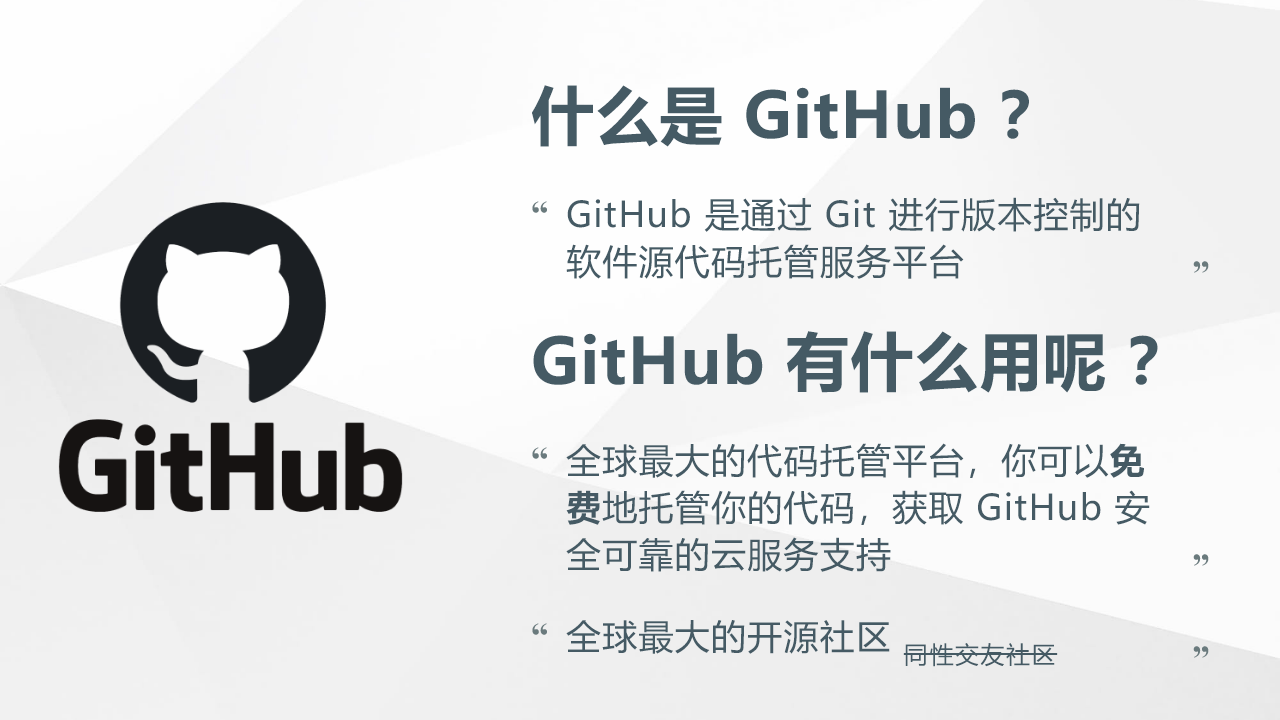 GitHub
什么是 GitHub？
“ GitHub 是通过 Git 进行版本控制的
软件源代码托管服务平台 ”
GitHub 有什么用呢？
“ 全球最大的代码托管平台，你可以免
费地托管你的代码，获取 GitHub 安
全可靠的云服务支持 ”
“ 全球最大的开源社区 同性交友社区 ”